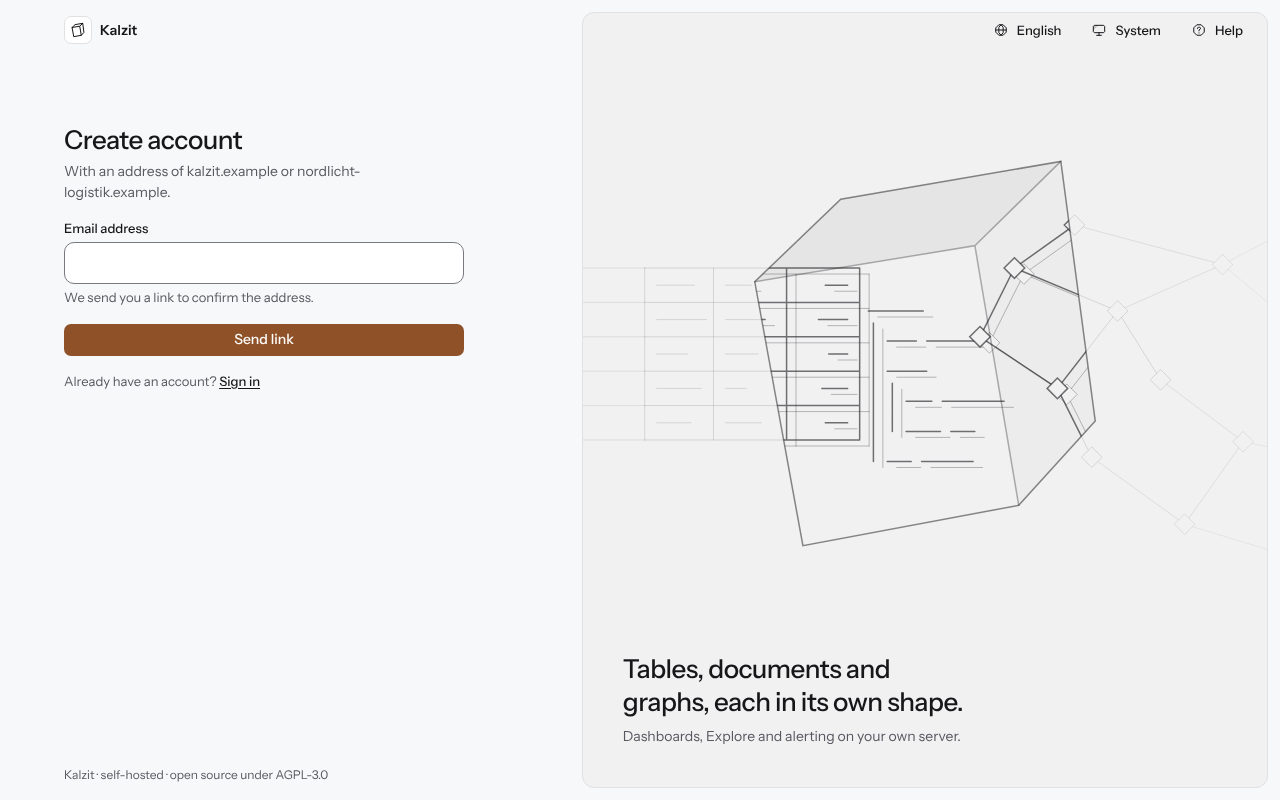 Kalzit
English
System
Help
Create account
With an address of kalzit.example or nordlicht-
logistik.example.
Email address
We send you a link to confirm the address.
Send link
Already have an account? Sign in
Tables, documents and
graphs, each in its own shape.
Dashboards, Explore and alerting on your own server.
Kalzit · self-hosted · open source under AGPL-3.0